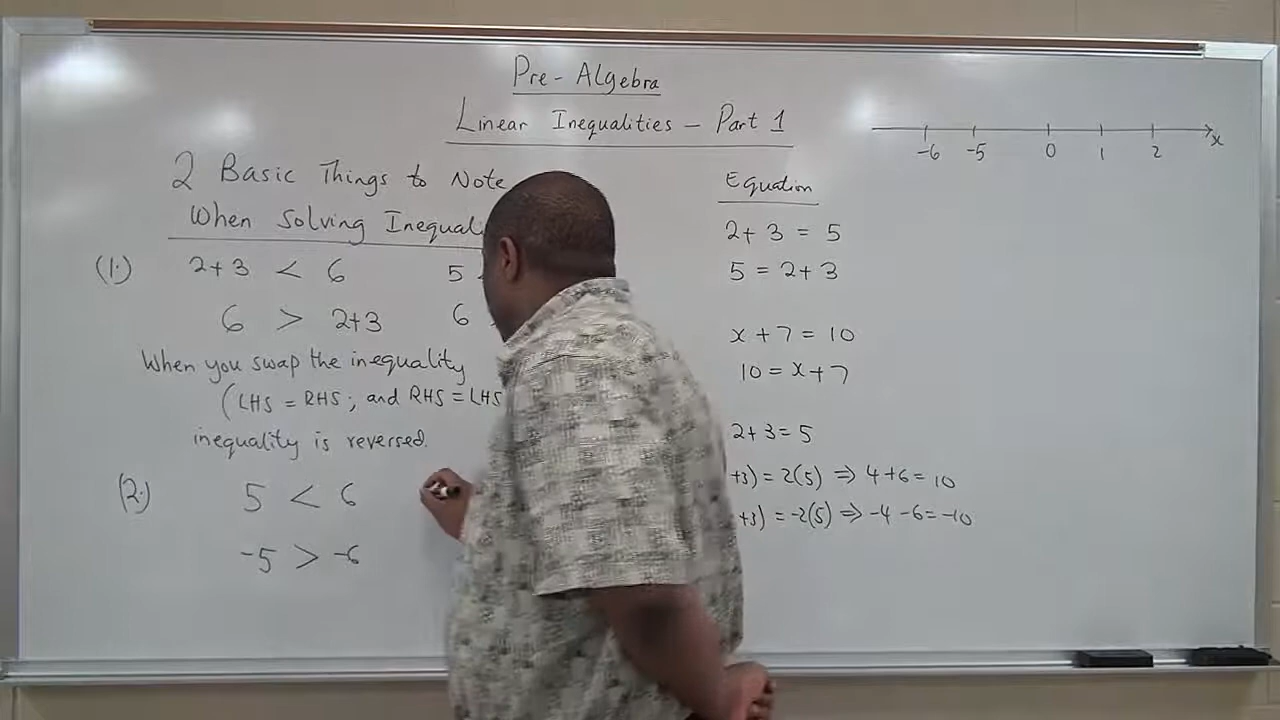 Pre-Algebra
Linear Inequalities - Part 1
2 Basic Things to Note
When Solving
(1.) 2+3 < 6 5
6 > 2+3 6
When you swap the inequality
(LHS = RHS; and RHS = LHS
inequality is reversed.
(2.) 5 < 6
-5 > -6
Equation
2+3 = 5
5 = 2+3
x+7 = 10
10 = x+7
2+3=5
+3) = 2(5) ⇒ 4+6=10
+3) = -2(5) ⇒ -4-6=-10
-6 -5 0 1 2 x